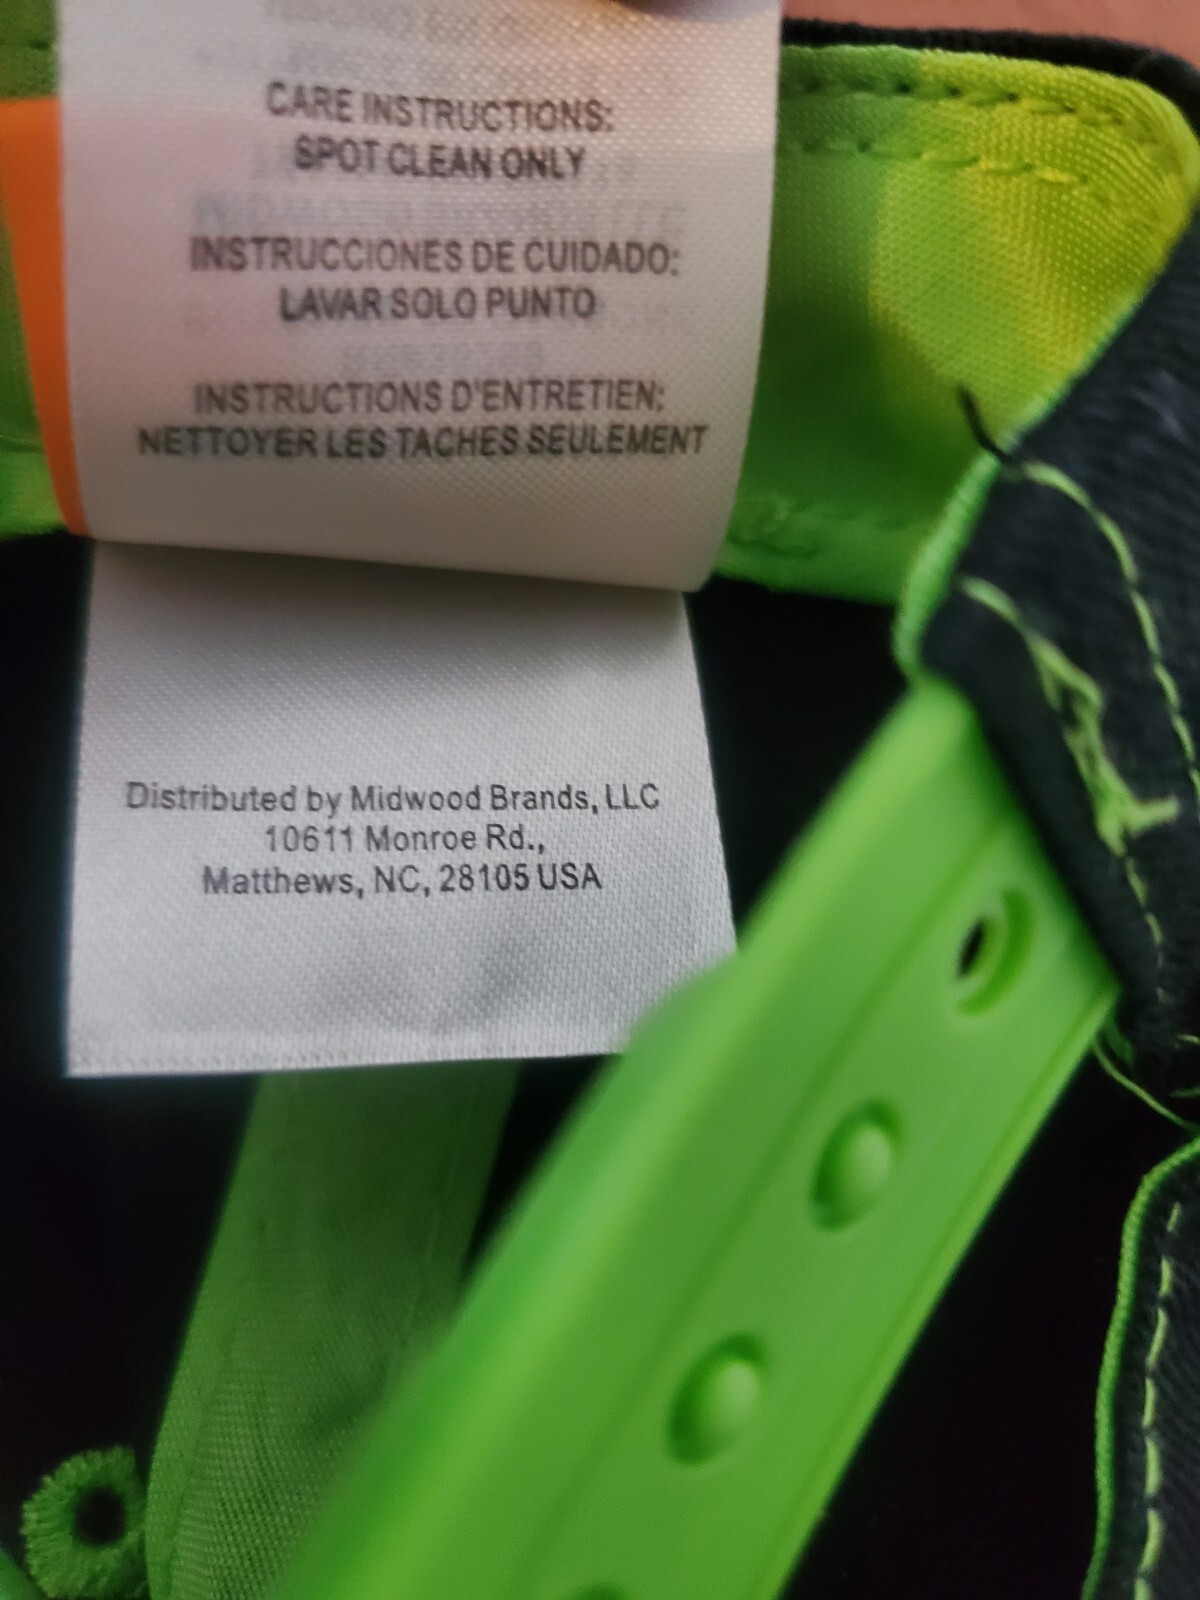 CARE INSTRUCTIONS:
SPOT CLEAN ONLY
INSTRUCCIONES DE CUIDADO:
LAVAR SOLO PUNTO
INSTRUCTIONS D'ENTRETIEN:
NETTOYER LES TACHES SEULEMENT
Distributed by Midwood Brands, LLC
10611 Monroe Rd.,
Matthews, NC, 28105 USA